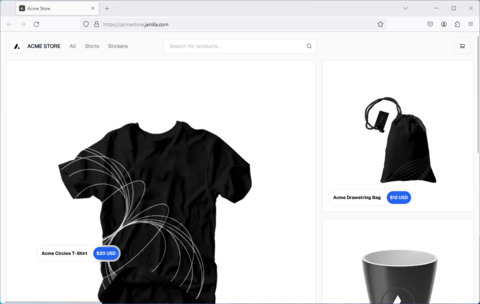 Acme Store
https://acmestore.janilla.com
ACME STORE All Shirts Stickers
Search for products...
Acme Circles T-Shirt $20 USD
Acme Drawstring Bag $12 USD